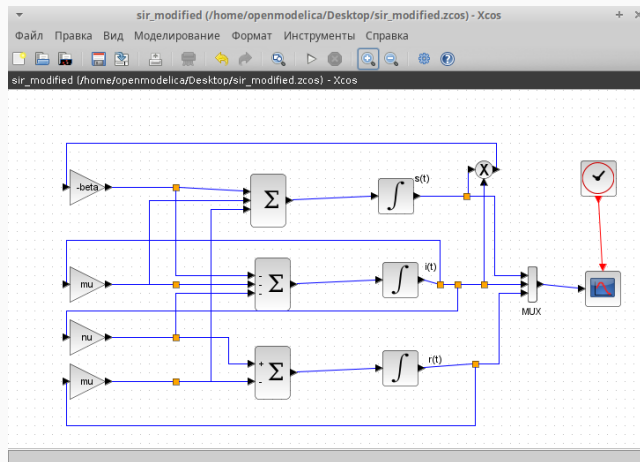 sir_modified (/home/openmodelica/Desktop/sir_modified.zcos) - Xcos
Файл Правка Вид Моделирование Формат Инструменты Справка
sir_modified (/home/openmodelica/Desktop/sir_modified.zcos) - Xcos
-beta
Σ
∫
s(t)
X
mu
-
-
-
Σ
∫
i(t)
MUX
nu
+
-
Σ
∫
r(t)
mu